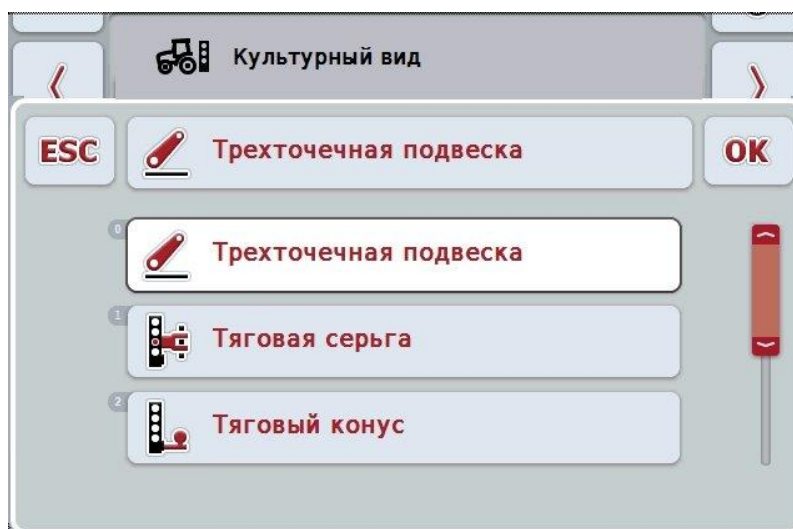 Культурный вид
ESC
Трехточечная подвеска
OK
0
Трехточечная подвеска
1
Тяговая серьга
2
Тяговый конус